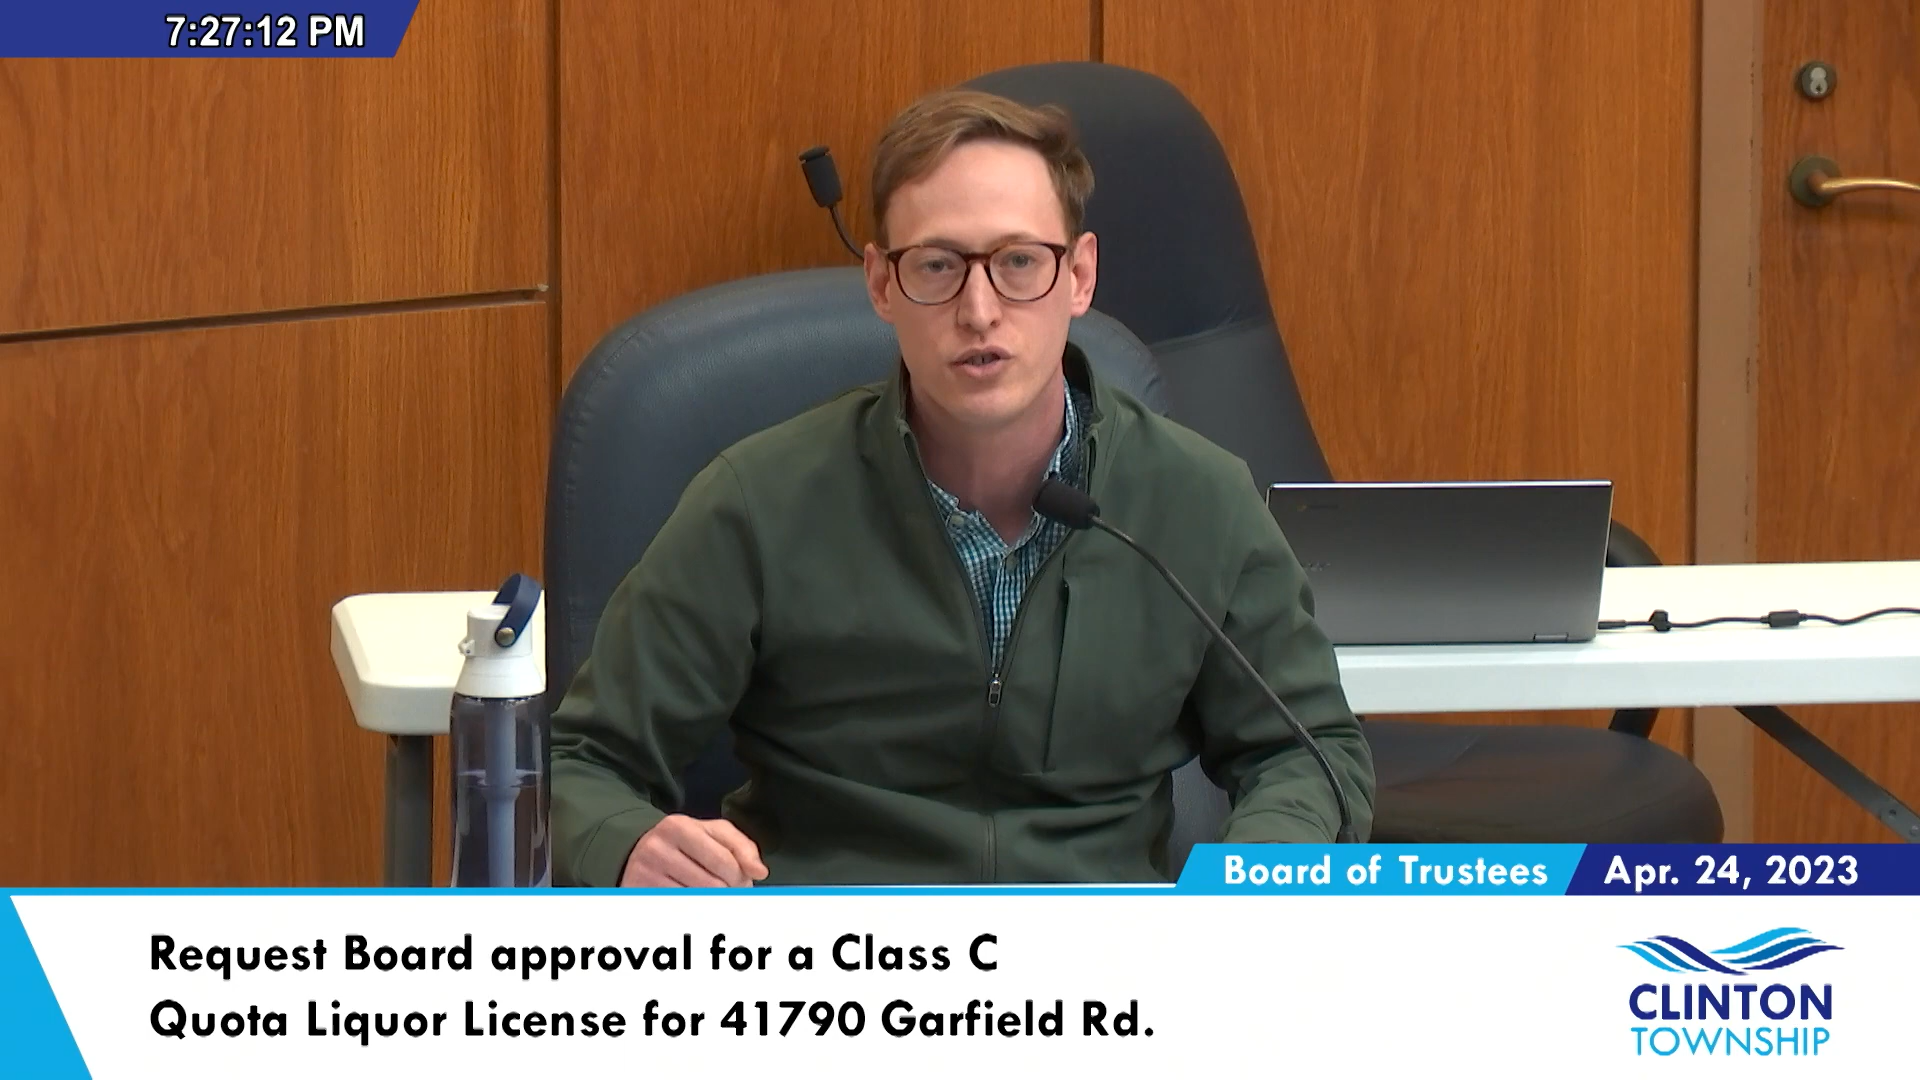 7:27:12 PM
Board of Trustees
Apr. 24, 2023
Request Board approval for a Class C
Quota Liquor License for 41790 Garfield Rd.
CLINTON
TOWNSHIP